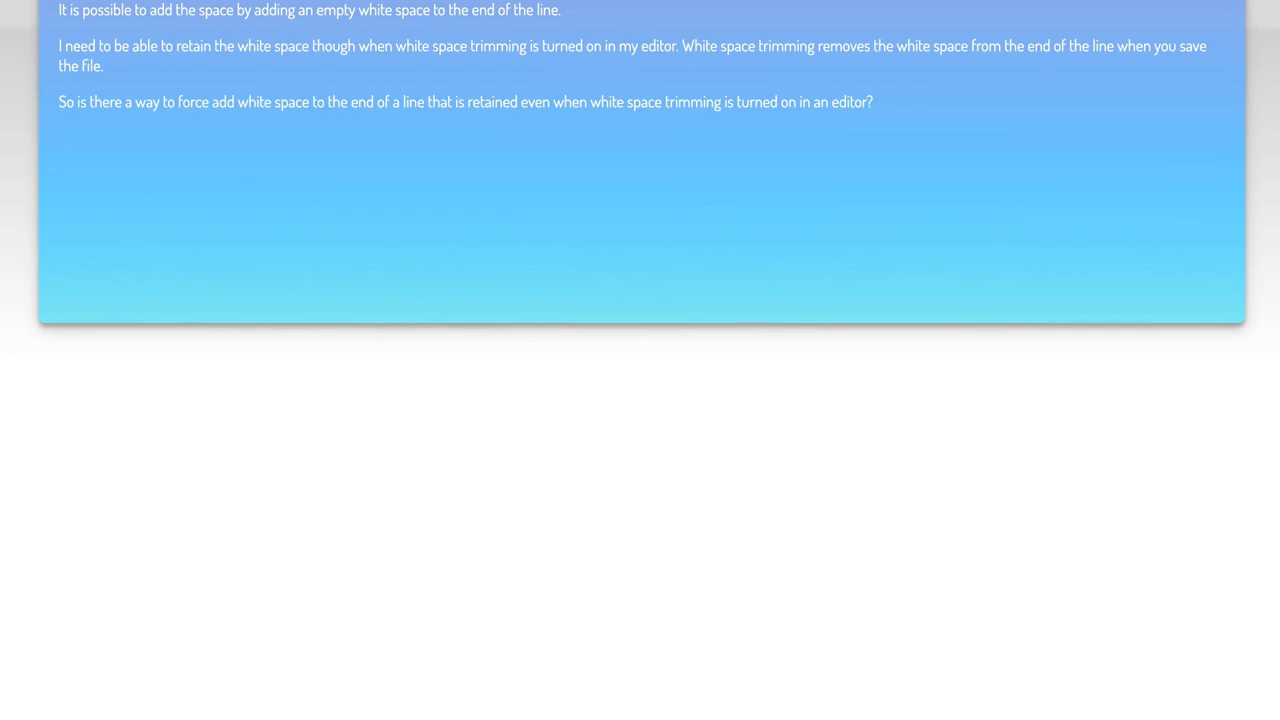 It is possible to add the space by adding an empty white space to the end of the line.
I need to be able to retain the white space though when white space trimming is turned on in my editor. White space trimming removes the white space from the end of the line when you save
the file.
So is there a way to force add white space to the end of a line that is retained even when white space trimming is turned on in an editor?